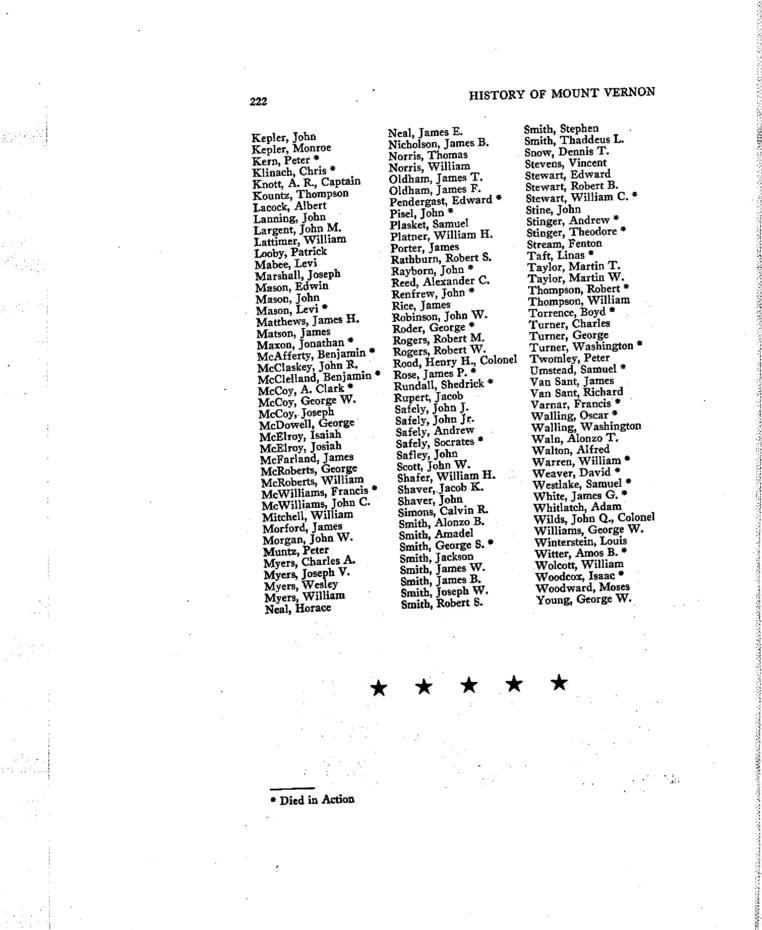 222
HISTORY OF MOUNT VERNON
Kepler, John
Kepler, Monroe
Kern, Peter *
Klinach, Chris *
Knott, A. R., Captain
Kountz, Thompson
Lacock, Albert
Lanning, John
Largent, John M.
Lattimer, William
Looby, Patrick
Mabee, Levi
Marshall, Joseph
Mason, Edwin
Mason, John
Mason, Levi *
Matthews, James H.
Matson, James
Maxon, Jonathan *
McAfferty, Benjamin *
McClaskey, John R.
McClelland, Benjamin *
McCoy, A. Clark *
McCoy, George W.
McCoy, Joseph
McDowell, George
McElroy, Isaiah
McElroy, Josiah
McFarland, James
McRoberts, George
McRoberts, William
McWilliams, Francis *
McWilliams, John C.
Mitchell, William
Morford, James
Morgan, John W.
Muntz, Peter
Myers, Charles A.
Myers, Joseph V.
Myers, Wesley
Myers, William
Neal, Horace
Neal, James E.
Nicholson, James B.
Norris, Thomas
Norris, William
Oldham, James T.
Oldham, James F.
Pendergast, Edward *
Pisel, John *
Plasket, Samuel
Platner, William H.
Porter, James
Rathburn, Robert S.
Rayborn, John *
Reed, Alexander C.
Renfrew, John *
Rice, James
Robinson, John W.
Roder, George *
Rogers, Robert M.
Rogers, Robert W.
Rood, Henry H., Colonel
Rose, James P. *
Rundall, Shedrick *
Rupert, Jacob
Safely, John J.
Safely, John Jr.
Safely, Andrew
Safely, Socrates *
Safley, John
Scott, John W.
Shafer, William H.
Shaver, Jacob K.
Shaver, John
Simons, Calvin R.
Smith, Alonzo B.
Smith, Amadel
Smith, George S. *
Smith, Jackson
Smith, James W.
Smith, James B.
Smith, Joseph W.
Smith, Robert S.
Smith, Stephen
Smith, Thaddeus L.
Snow, Dennis T.
Stevens, Vincent
Stewart, Edward
Stewart, Robert B.
Stewart, William C. *
Stine, John
Stinger, Andrew *
Stinger, Theodore *
Stream, Fenton
Taft, Linas *
Taylor, Martin T.
Taylor, Martin W.
Thompson, Robert *
Thompson, William
Torrence, Boyd *
Turner, Charles
Turner, George
Turner, Washington *
Twomley, Peter
Umstead, Samuel *
Van Sant, James
Van Sant, Richard
Varnar, Francis *
Walling, Oscar *
Walling, Washington
Waln, Alonzo T.
Walton, Alfred
Warren, William *
Weaver, David *
Westlake, Samuel *
White, James G. *
Whitlatch, Adam
Wilds, John Q., Colonel
Williams, George W.
Winterstein, Louis
Witter, Amos B. *
Wolcott, William
Woodcox, Isaac *
Woodward, Moses
Young, George W.
★ ★ ★ ★ ★
* Died in Action